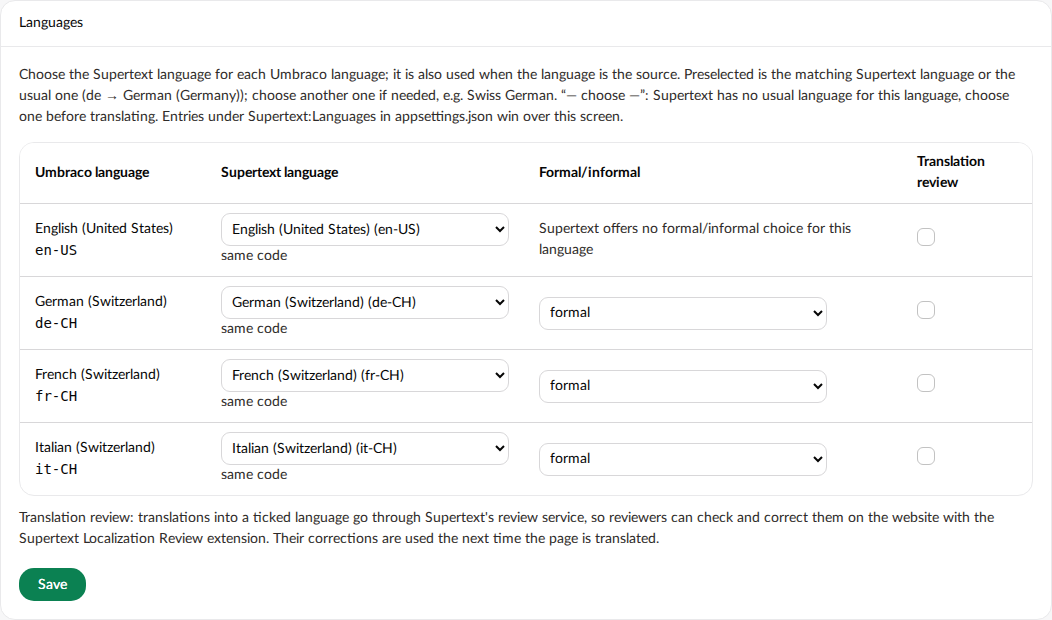 Languages
Choose the Supertext language for each Umbraco language; it is also used when the language is the source. Preselected is the matching Supertext language or the
usual one (de → German (Germany)); choose another one if needed, e.g. Swiss German. “— choose —”: Supertext has no usual language for this language, choose
one before translating. Entries under Supertext:Languages in appsettings.json win over this screen.
Umbraco language
Supertext language
Formal/informal
Translation
review
English (United States)
en-US
English (United States) (en-US)
same code
Supertext offers no formal/informal choice for this
language
German (Switzerland)
de-CH
German (Switzerland) (de-CH)
same code
formal
French (Switzerland)
fr-CH
French (Switzerland) (fr-CH)
same code
formal
Italian (Switzerland)
it-CH
Italian (Switzerland) (it-CH)
same code
formal
Translation review: translations into a ticked language go through Supertext's review service, so reviewers can check and correct them on the website with the
Supertext Localization Review extension. Their corrections are used the next time the page is translated.
Save